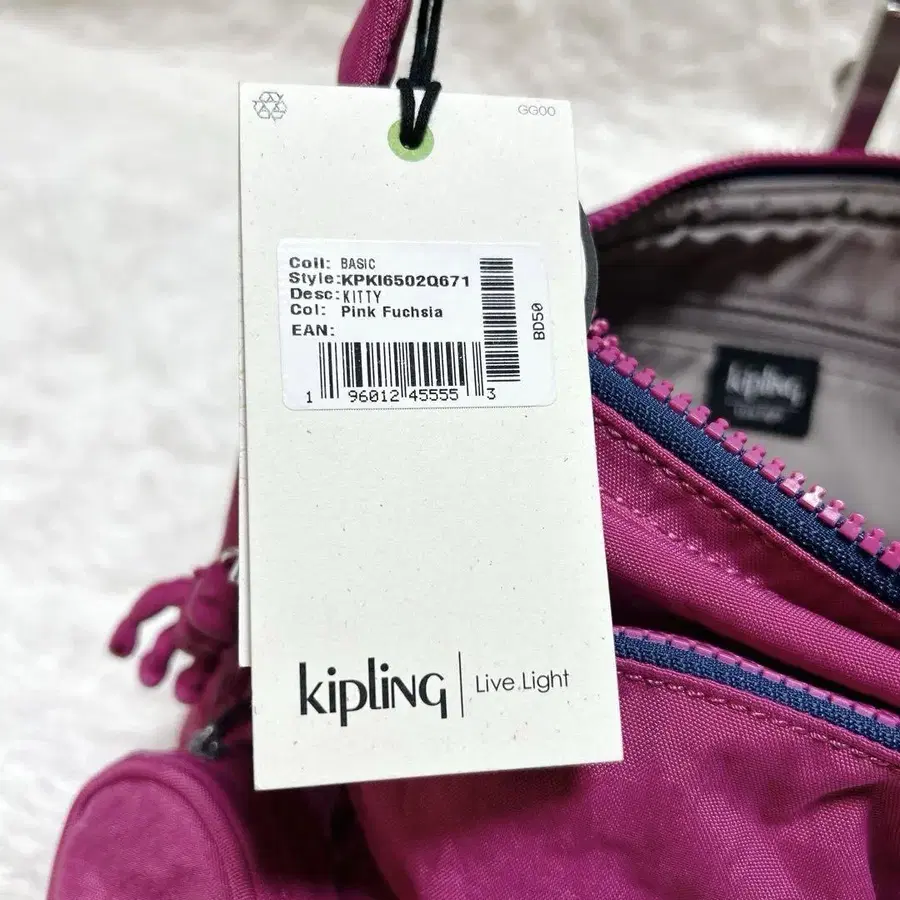 GG00
Coll: BASIC
Style:KPKI6502Q671
Desc:KITTY
Col: Pink Fuchsia
EAN:
BD50
1 96012 45555 3
kipling | Live.Light
kipling